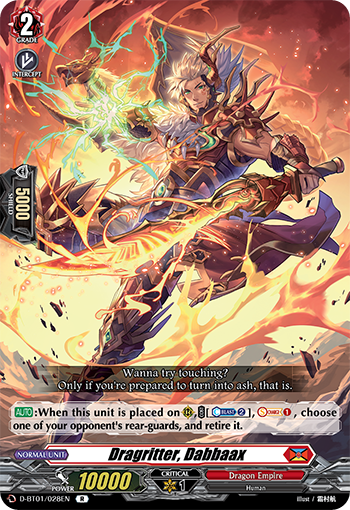 2
GRADE
INTERCEPT
5000
SHIELD
Wanna try touching?
Only if you're prepared to turn into ash, that is.
AUTO:When this unit is placed on R:COST[COUNTER BLAST 2, SOUL CHARGE 1], choose
one of your opponent's rear-guards, and retire it.
NORMAL UNIT
Dragritter, Dabbaax
POWER
10000
CRITICAL
1
Dragon Empire
Human
D-BT01/028EN R
Illust / 霜村航